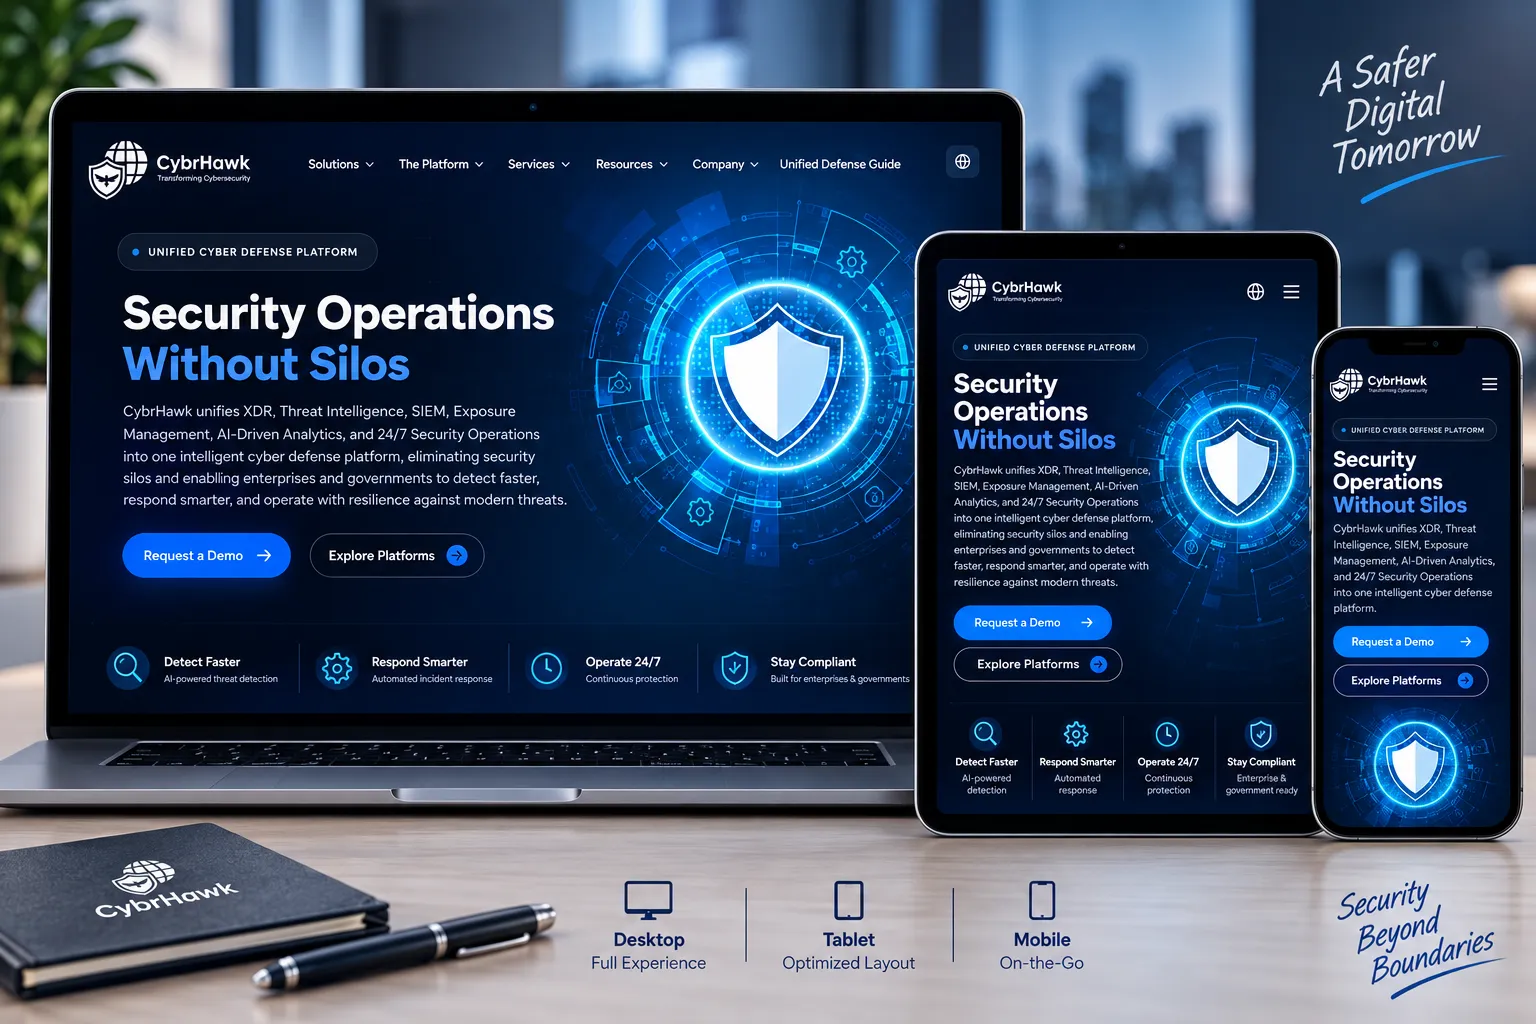 A Safer
Digital
Tomorrow
CybrHawk
Transforming Cybersecurity
Solutions
The Platform
Services
Resources
Company
Unified Defense Guide
UNIFIED CYBER DEFENSE PLATFORM
Security Operations
Without Silos
CybrHawk unifies XDR, Threat Intelligence, SIEM, Exposure
Management, AI-Driven Analytics, and 24/7 Security Operations
into one intelligent cyber defense platform, eliminating security
silos and enabling enterprises and governments to detect faster,
respond smarter, and operate with resilience against modern threats.
Request a Demo
Explore Platforms
Detect Faster
AI-powered threat detection
Respond Smarter
Automated incident response
Operate 24/7
Continuous protection
Stay Compliant
Built for enterprises & governments
CybrHawk
Transforming Cybersecurity
UNIFIED CYBER DEFENSE PLATFORM
Security
Operations
Without Silos
CybrHawk unifies XDR, Threat Intelligence,
SIEM, Exposure Management, AI-Driven
Analytics, and 24/7 Security Operations
into one intelligent cyber defense platform,
eliminating security silos and enabling
enterprises and governments to detect
faster, respond smarter, and operate with
resilience against modern threats.
Request a Demo
Explore Platforms
Detect Faster
AI-powered
detection
Respond Smarter
Automated
response
Operate 24/7
Continuous
protection
Stay Compliant
Enterprise &
government ready
CybrHawk
Transforming Cybersecurity
UNIFIED CYBER DEFENSE PLATFORM
Security
Operations
Without Silos
CybrHawk unifies XDR, Threat
Intelligence, SIEM, Exposure
Management, AI-Driven Analytics,
and 24/7 Security Operations
into one intelligent cyber defense
platform.
Request a Demo
Explore Platforms
CybrHawk
Desktop
Full Experience
Tablet
Optimized Layout
Mobile
On-the-Go
Security
Beyond
Boundaries